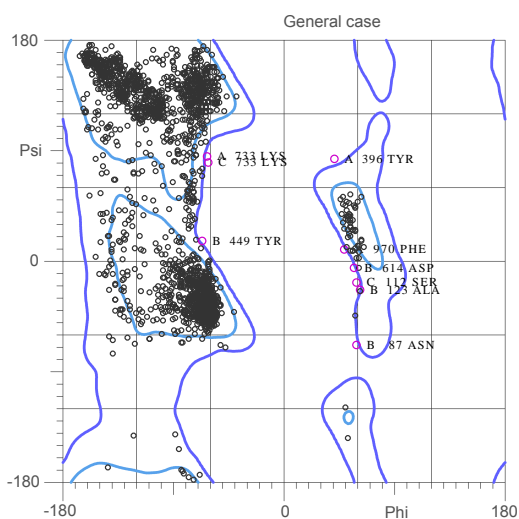 General case
180
Psi
A 733 LYS
C 733 LYS
A 396 TYR
B 449 TYR
970 PHE
0
B 614 ASP
C 112 SER
B 123 ALA
B 87 ASN
-180
-180
0
Phi
180